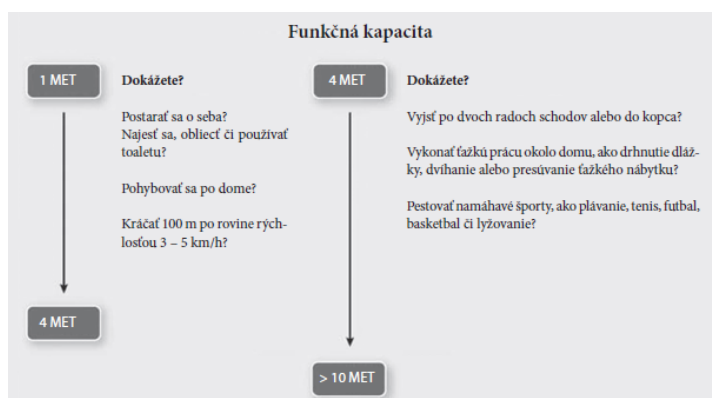 Funkčná kapacita
1 MET
Dokážete?
Postarať sa o seba?
Najesť sa, obliecť či používať
toaletu?
Pohybovať sa po dome?
Kráčať 100 m po rovine rých-
losťou 3 – 5 km/h?
4 MET
4 MET
Dokážete?
Vyjsť po dvoch radoch schodov alebo do kopca?
Vykonať ťažkú prácu okolo domu, ako drhnutie dláž-
ky, dvíhanie alebo presúvanie ťažkého nábytku?
Pestovať namáhavé športy, ako plávanie, tenis, futbal,
basketbal či lyžovanie?
> 10 MET